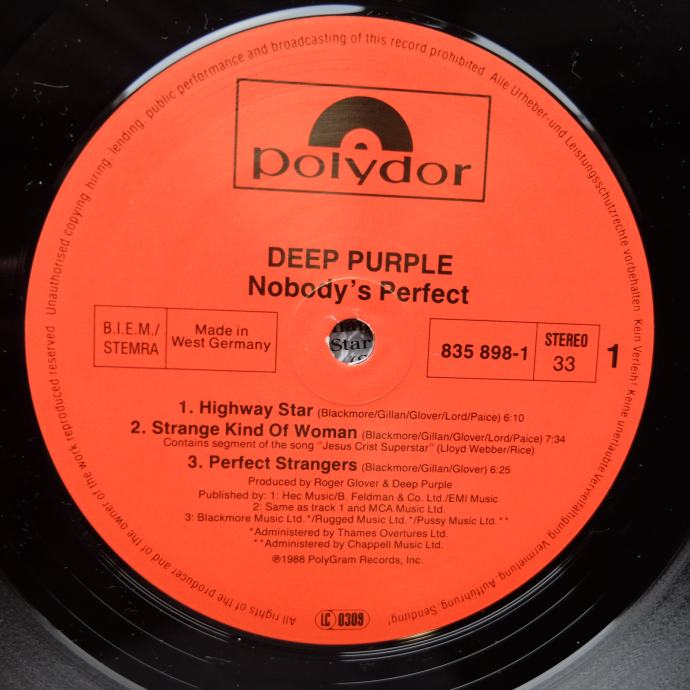 Unauthorised copying, hiring, lending, public performance and broadcasting of this record prohibited. Alle Urheber-und Leistungsschutzrechte vorbehalten Kein Verleih! Keine unerlaubte Vervielfältigung Vermietung Aufführung Sendung!
polydor
DEEP PURPLE
Nobody's Perfect
B.I.E.M./
STEMRA
Made in
West Germany
Star
835 898-1
STEREO
33
1
1. Highway Star (Blackmore/Gillan/Glover/Lord/Paice) 6:10
2. Strange Kind Of Woman (Blackmore/Gillan/Glover/Lord/Paice) 7:34
Contains segment of the song "Jesus Crist Superstar" (Lloyd Webber/Rice)
3. Perfect Strangers (Blackmore/Gillan/Glover) 6:25
Produced by Roger Glover & Deep Purple
Published by: 1: Hec Music/B. Feldman & Co. Ltd./EMI Music
2: Same as track 1 and MCA Music Ltd.
3: Blackmore Music Ltd.*/Rugged Music Ltd.*/Pussy Music Ltd.**
*Administered by Thames Overtures Ltd.
**Administered by Chappell Music Ltd.
℗1988 PolyGram Records, Inc.
LC 0309
All rights of the producer and of the owner of the work reproduced reserved